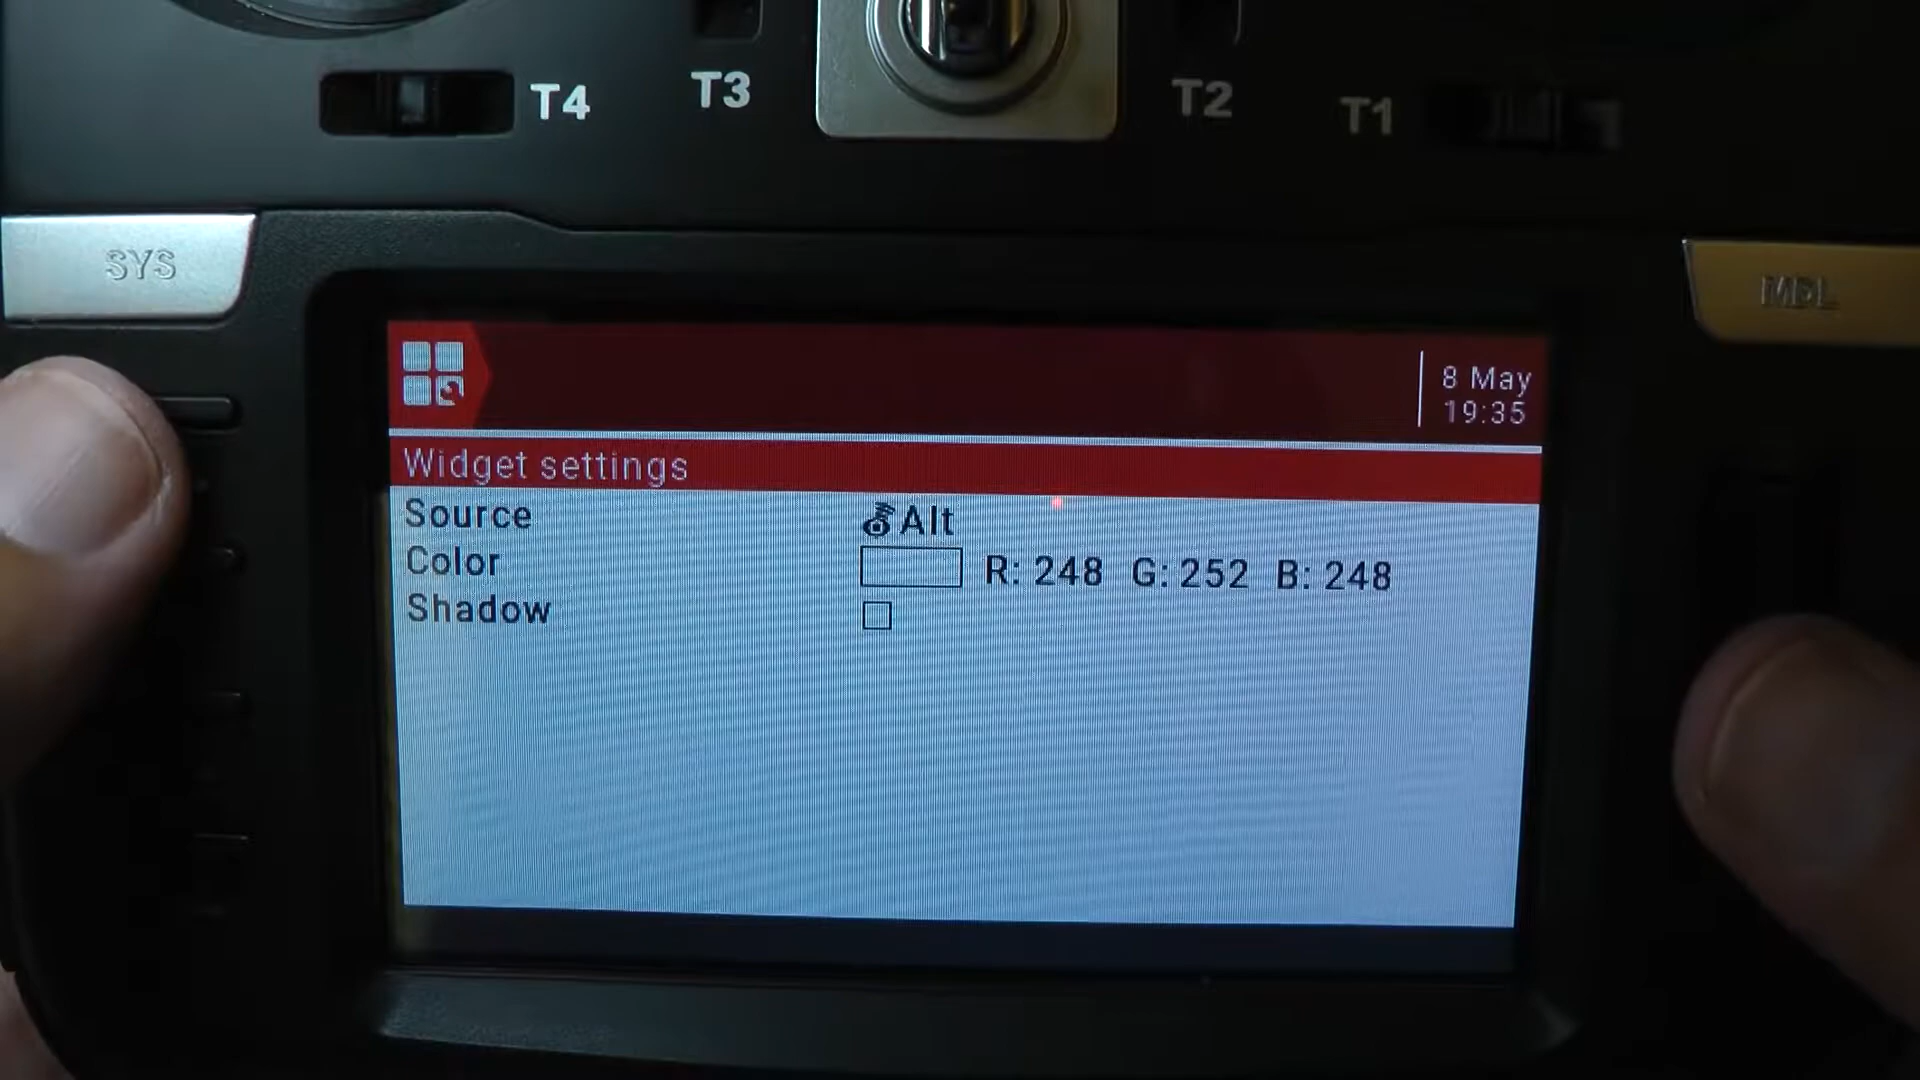 T4 T3 T2 T1
SYS
MDL
8 May
19:35
Widget settings
Source Alt
Color R: 248 G: 252 B: 248
Shadow